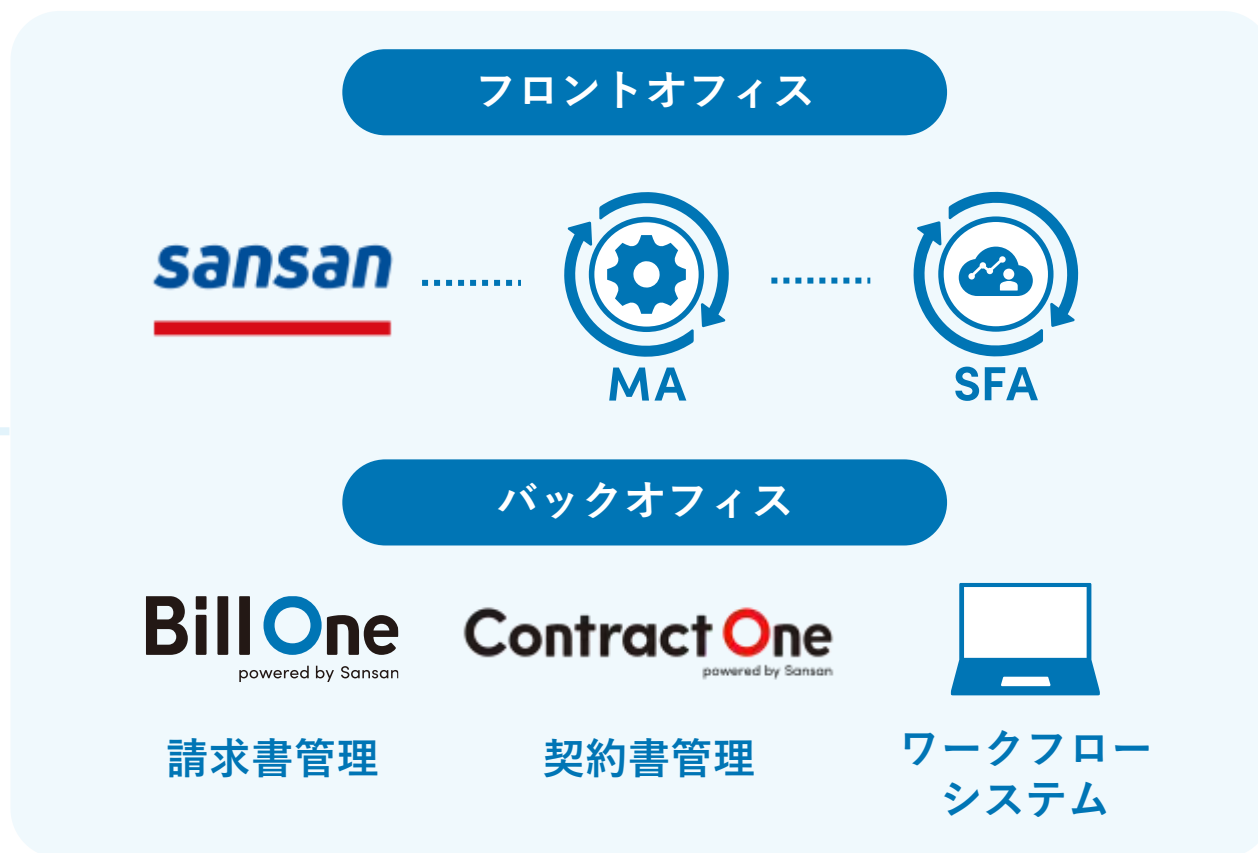 フロントオフィス
sansan
MA
SFA
バックオフィス
Bill One
powered by Sansan
Contract One
powered by Sansan
請求書管理
契約書管理
ワークフロー
システム